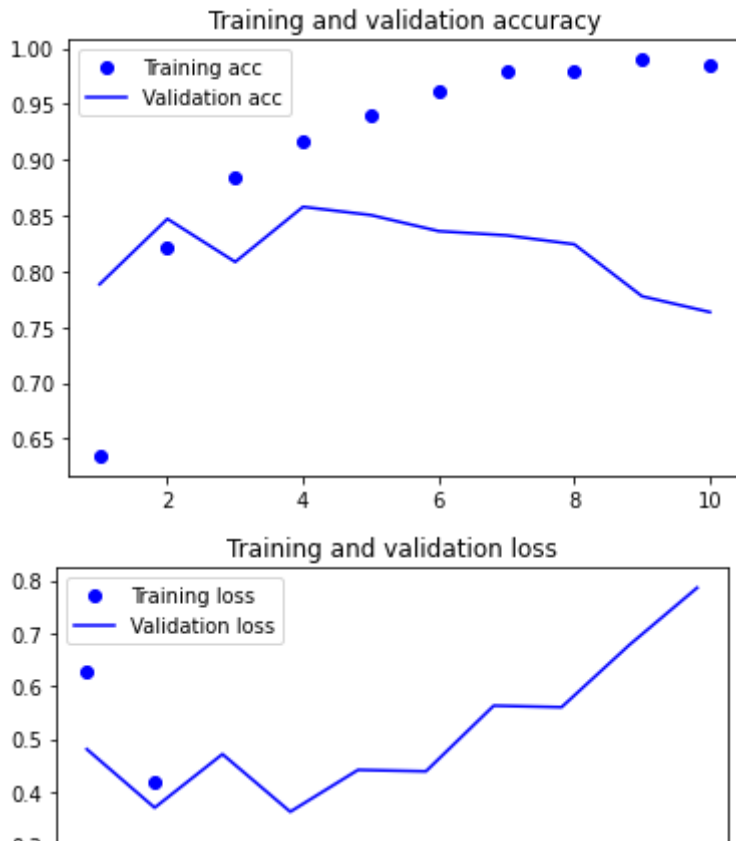 Training and validation accuracy
1.00
Training acc
Validation acc
0.95
0.90
0.85
0.80
0.75
0.70
0.65
2 4 6 8 10
Training and validation loss
0.8
Training loss
Validation loss
0.7
0.6
0.5
0.4